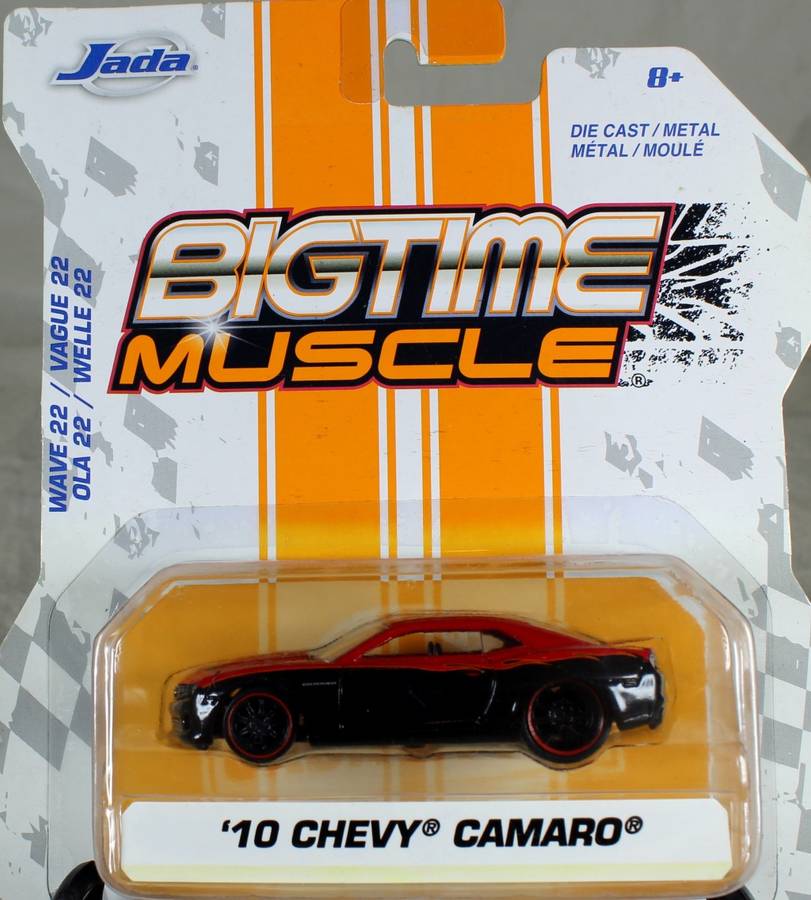 Jada®
8+
DIE CAST / METAL
MÉTAL / MOULÉ
BIGTIME
MUSCLE®
WAVE 22 / VAGUE 22
OLA 22 / WELLE 22
'10 CHEVY® CAMARO®